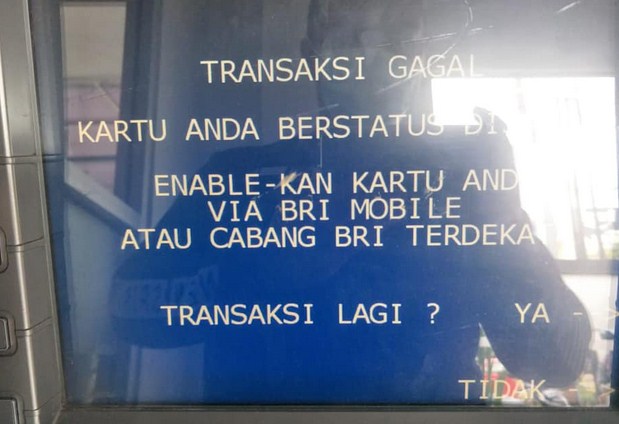 TRANSAKSI GAGAL
KARTU ANDA BERSTATUS
ENABLE-KAN KARTU
VIA BRI MOBILE
ATAU CABANG BRI
TRANSAKSI LAGI ? YA - >
TIDAK - >